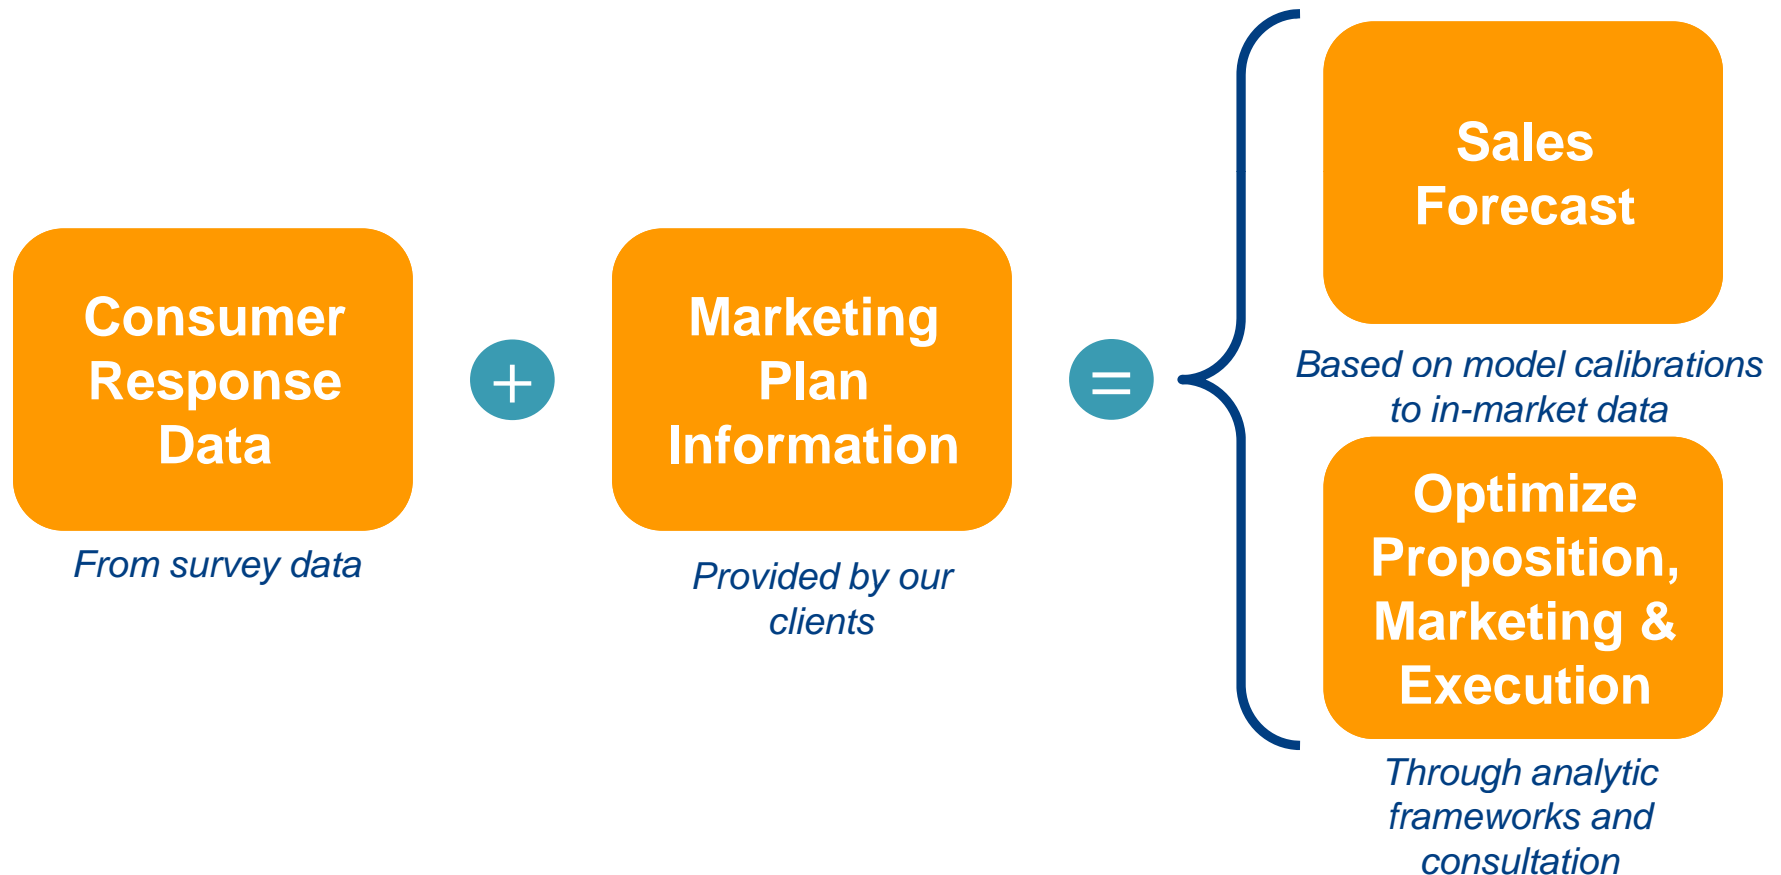 Consumer
Response
Data
From survey data
+
Marketing
Plan
Information
Provided by our
clients
=
Sales
Forecast
Based on model calibrations
to in-market data
Optimize
Proposition,
Marketing &
Execution
Through analytic
frameworks and
consultation